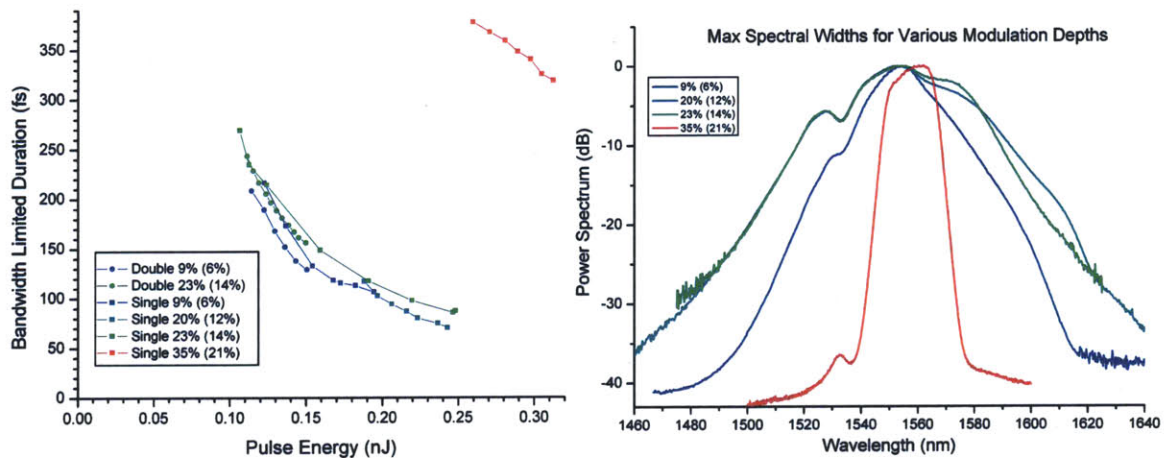 350
300
250
200
150
100
50
0
Bandwidth Limited Duration (fs)
Double 9% (6%)
Double 23% (14%)
Single 9% (6%)
Single 20% (12%)
Single 23% (14%)
Single 35% (21%)
0.00 0.05 0.10 0.15 0.20 0.25 0.30
Pulse Energy (nJ)
Max Spectral Widths for Various Modulation Depths
9% (6%)
20% (12%)
23% (14%)
35% (21%)
0
-10
-20
-30
-40
Power Spectrum (dB)
1460 1480 1500 1520 1540 1560 1580 1600 1620 1640
Wavelength (nm)